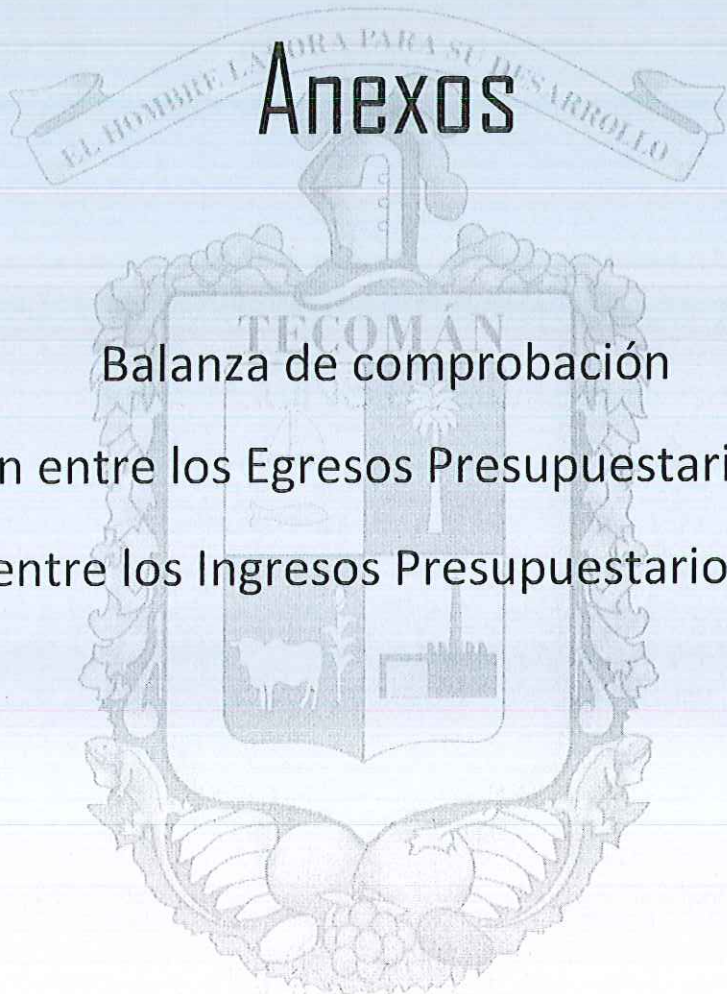 EL HOMBRE LABORA PARA SU DESARROLLO
Anexos
TECOMÁN
Balanza de comprobación
n entre los Egresos Presupuestari
entre los Ingresos Presupuestario